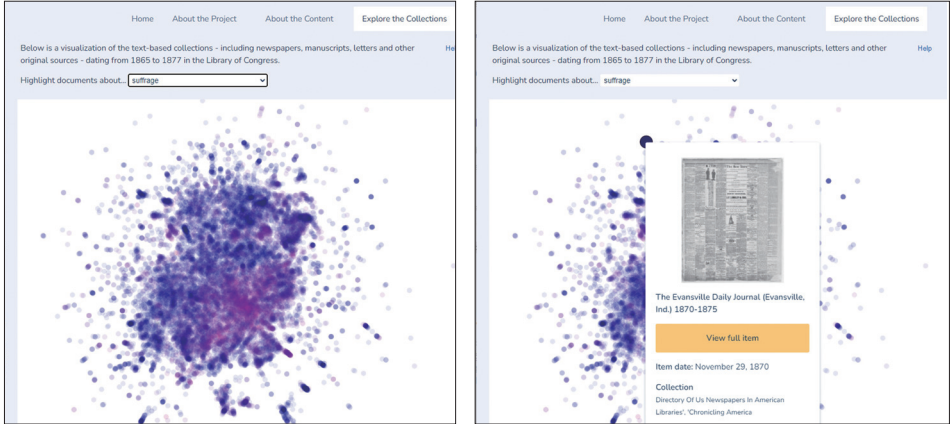 Home About the Project About the Content Explore the Collections
Below is a visualization of the text-based collections - including newspapers, manuscripts, letters and other
original sources - dating from 1865 to 1877 in the Library of Congress.
Highlight documents about... suffrage
Home About the Project About the Content Explore the Collections
Below is a visualization of the text-based collections - including newspapers, manuscripts, letters and other
original sources - dating from 1865 to 1877 in the Library of Congress.
Help
Highlight documents about... suffrage
The Evansville Daily Journal (Evansville,
Ind.) 1870-1875
View full item
Item date: November 29, 1870
Collection
Directory Of Us Newspapers In American
Libraries', 'Chronicling America